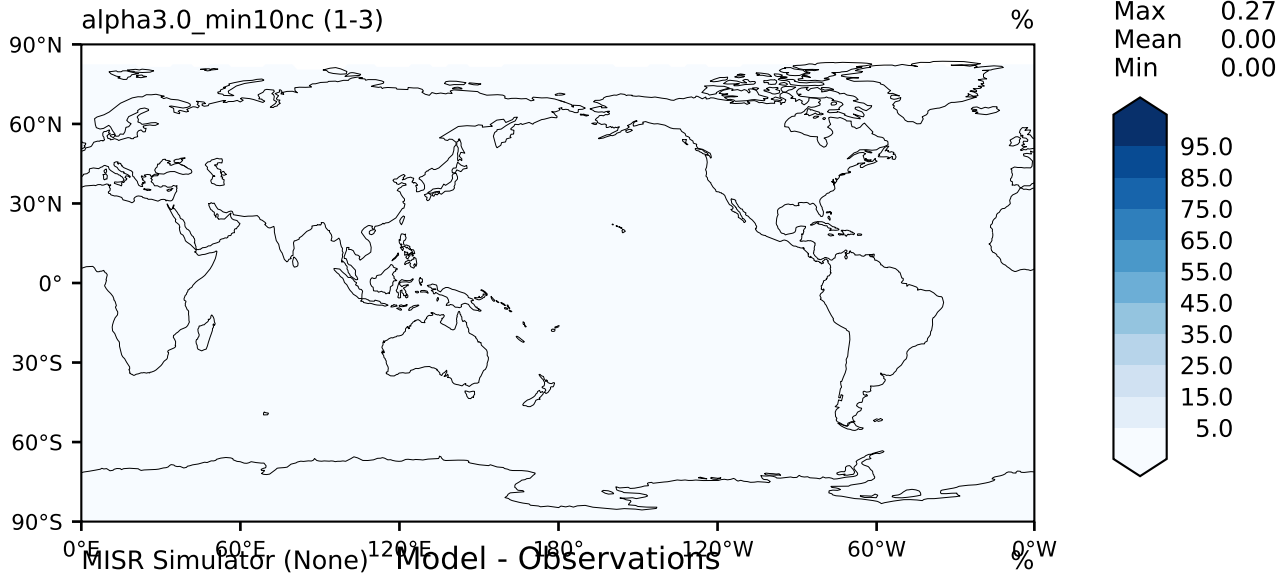 alpha3.0_min10nc (1-3) %
Max 0.27
Mean 0.00
Min 0.00
90°N
60°N
30°N
0°
30°S
60°S
90°S
0°E 60°E 120°E 180° 120°W 60°W 0°W
95.0
85.0
75.0
65.0
55.0
45.0
35.0
25.0
15.0
5.0
MISR Simulator (None) Model - Observations %